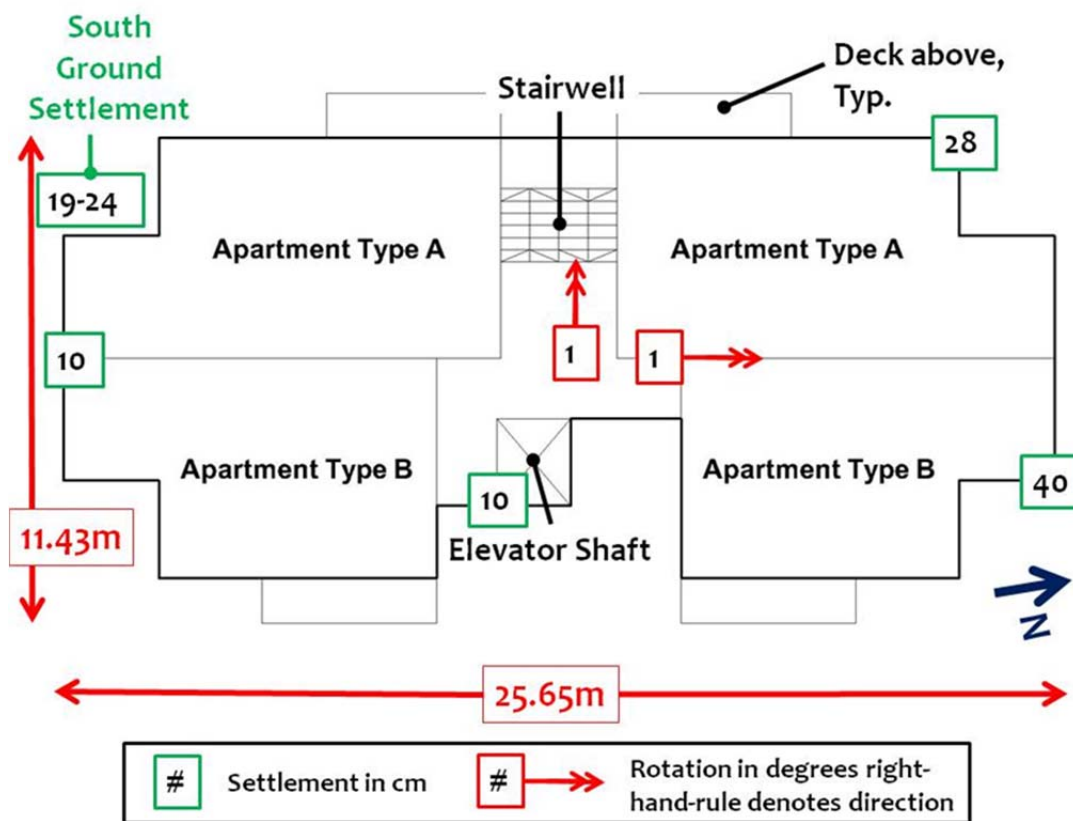 South
Ground
Settlement
Stairwell
Deck above,
Typ.
28
19-24
Apartment Type A
Apartment Type A
10
1
1
Apartment Type B
Apartment Type B
10
40
Elevator Shaft
11.43m
N
25.65m
# Settlement in cm
# Rotation in degrees right-
hand-rule denotes direction